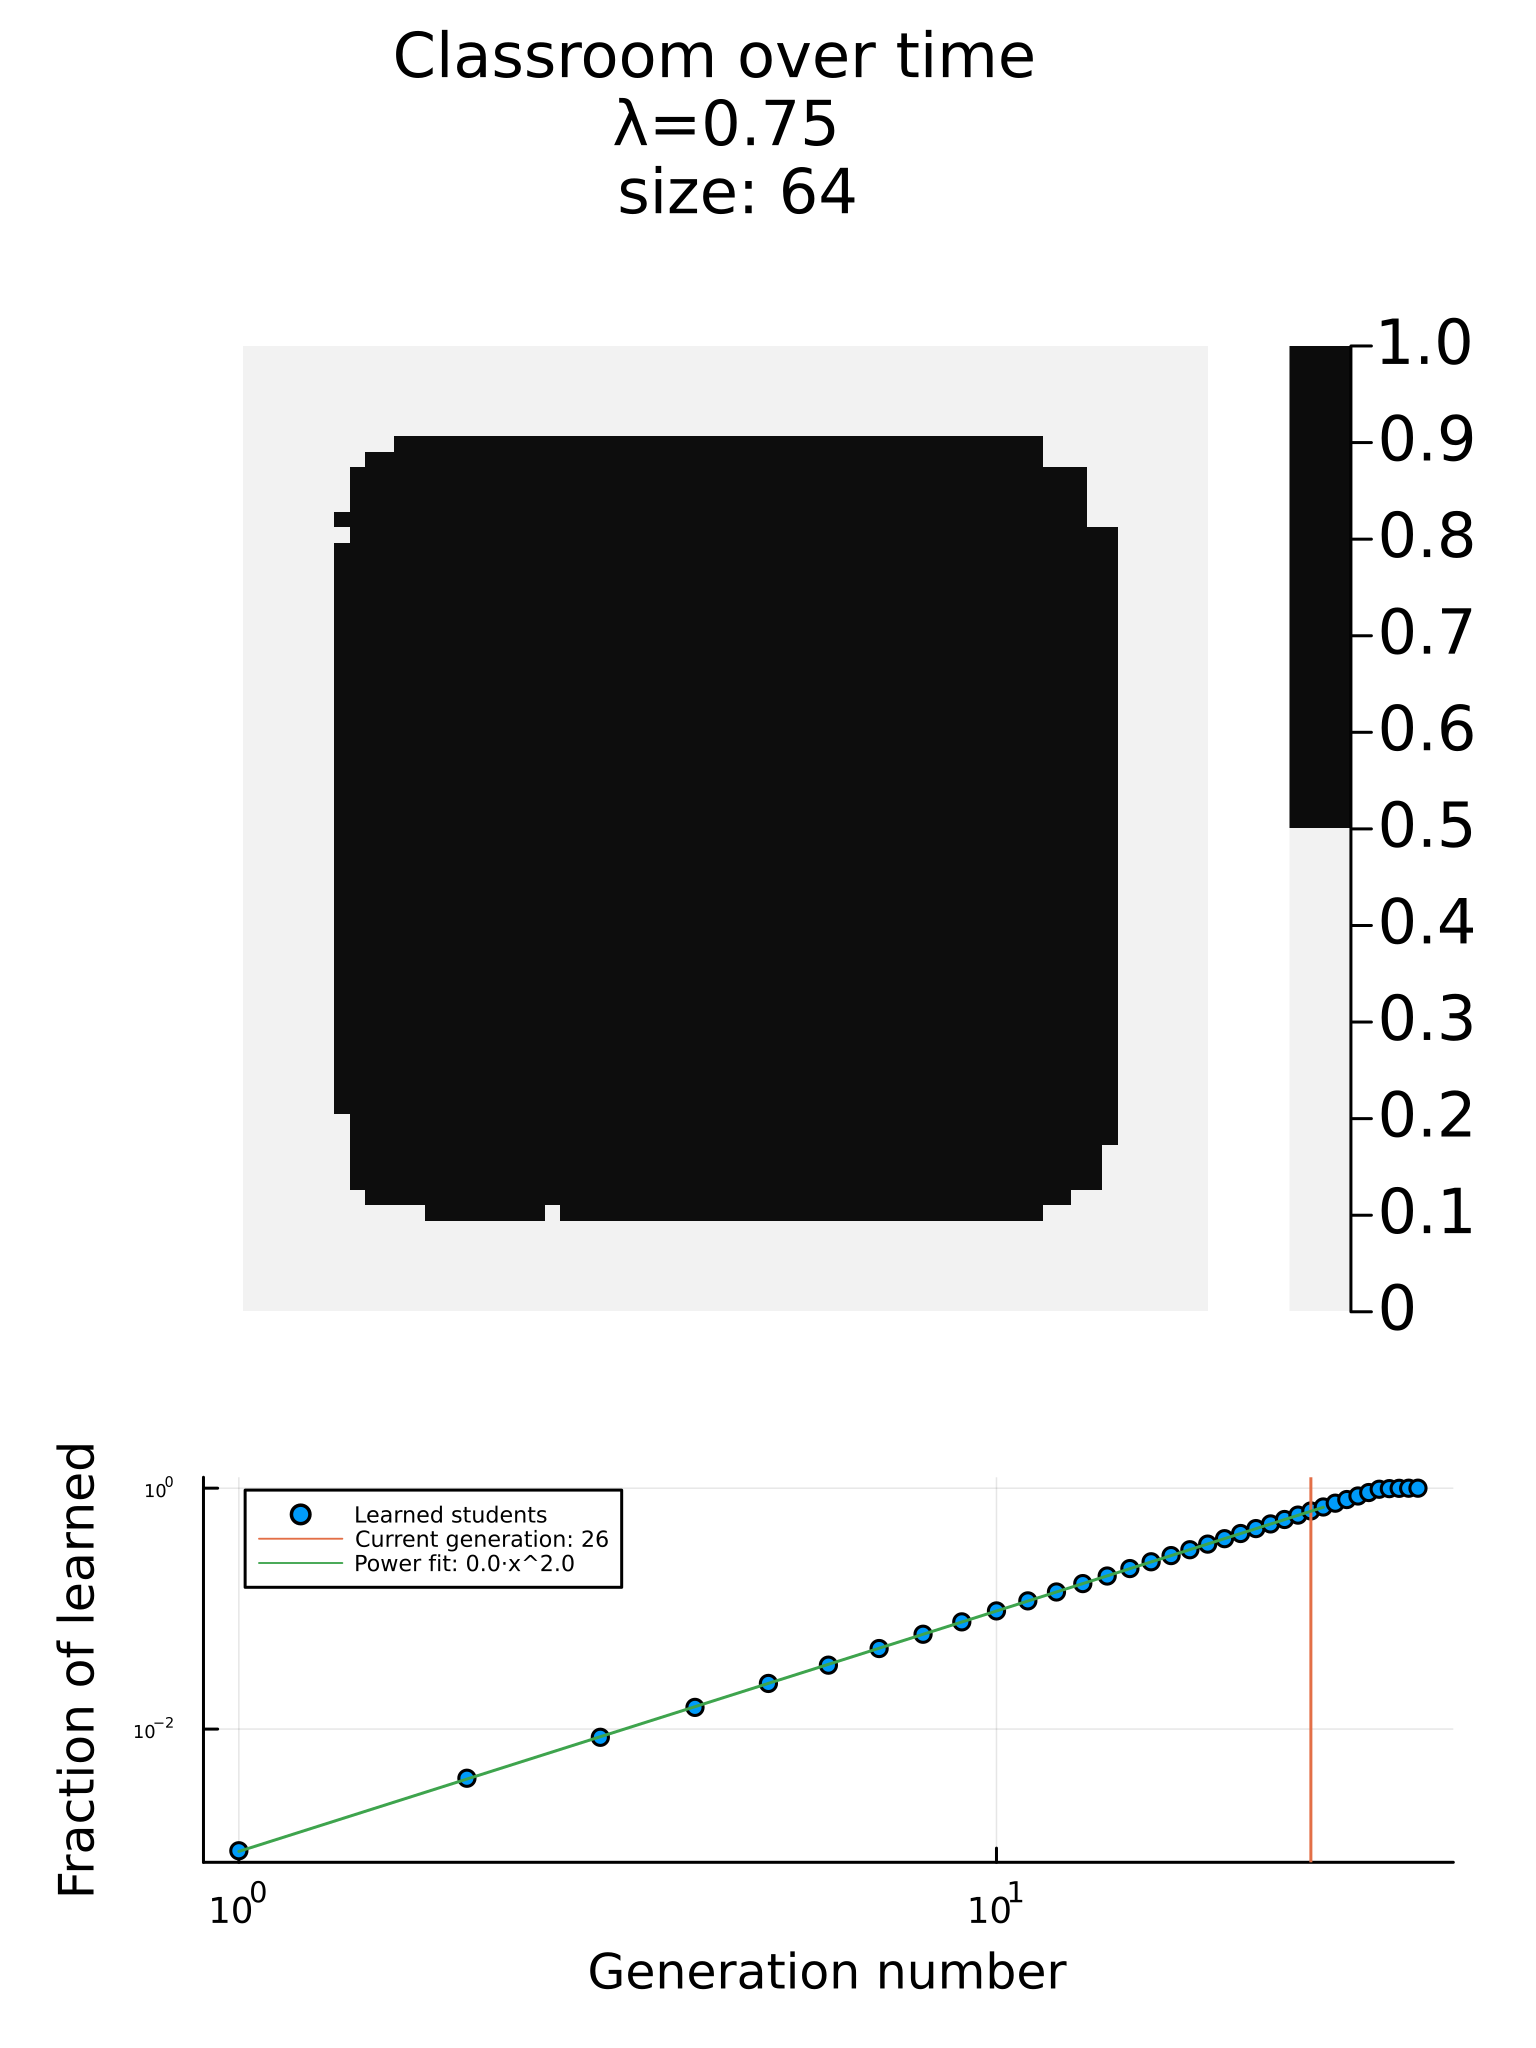 Classroom over time
λ=0.75
size: 64
1.0
0.9
0.8
0.7
0.6
0.5
0.4
0.3
0.2
0.1
0
Fraction of learned
10^0
10^−2
Learned students
Current generation: 26
Power fit: 0.0·x^2.0
10^0
10^1
Generation number